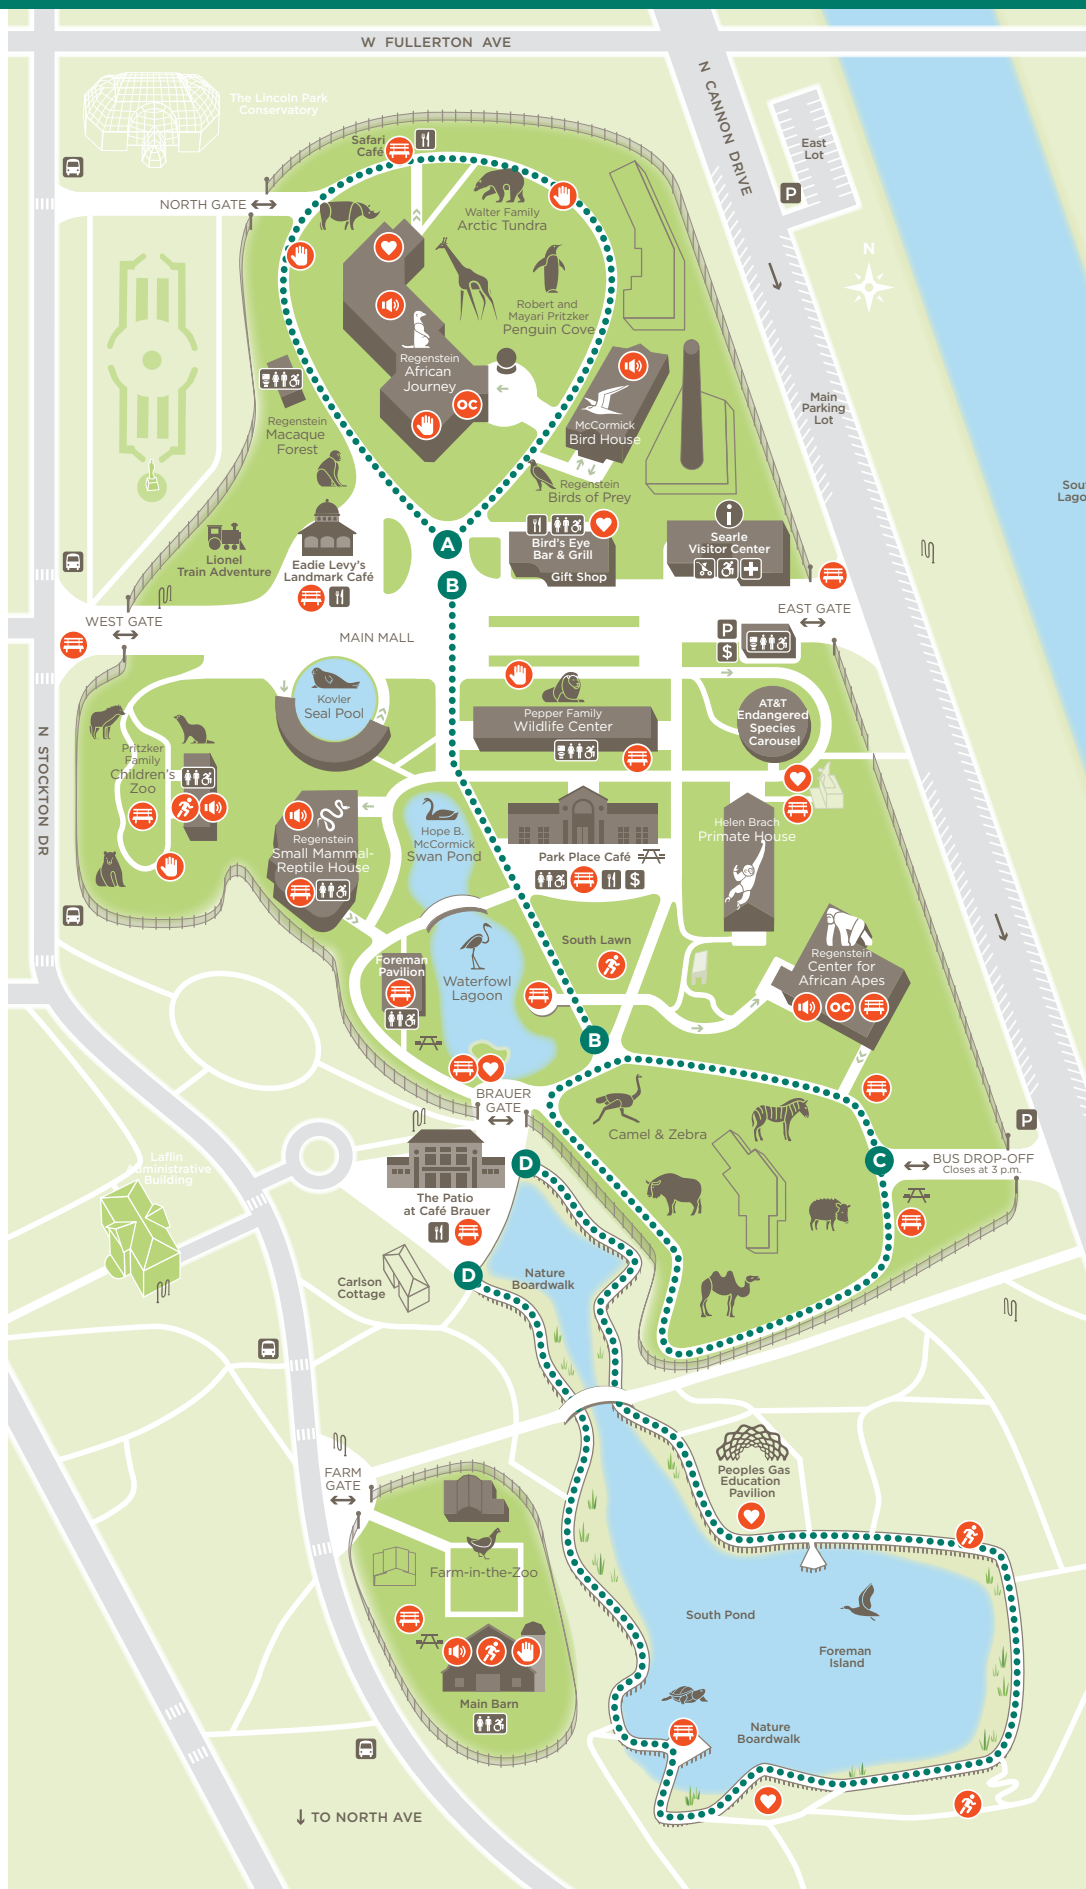 W FULLERTON AVE
N CANNON DRIVE
The Lincoln Park
Conservatory
East
Lot
P
Safari
Café
NORTH GATE
Walter Family
Arctic Tundra
N
Robert and
Mayari Pritzker
Penguin Cove
Regenstein
African
Journey
OC
McCormick
Bird House
Main
Parking
Lot
Regenstein
Macaque
Forest
Regenstein
Birds of Prey
Lionel
Train Adventure
Eadie Levy's
Landmark Café
A
B
Bird's Eye
Bar & Grill
Gift Shop
i
Searle
Visitor Center
WEST GATE
MAIN MALL
EAST GATE
P
$
Kovler
Seal Pool
Pepper Family
Wildlife Center
AT&T
Endangered
Species
Carousel
N STOCKTON DR
Pritzker
Family
Children's
Zoo
Regenstein
Small Mammal-
Reptile House
Hope B.
McCormick
Swan Pond
Park Place Café
$
Helen Brach
Primate House
Foreman
Pavilion
Waterfowl
Lagoon
South Lawn
Regenstein
Center for
African Apes
OC
B
BRAUER
GATE
Camel & Zebra
P
C
BUS DROP-OFF
Closes at 3 p.m.
Laflin
Administrative
Building
The Patio
at Café Brauer
D
D
Carlson
Cottage
Nature
Boardwalk
FARM
GATE
Peoples Gas
Education
Pavilion
Farm-in-the-Zoo
South Pond
Foreman
Island
Main Barn
Nature
Boardwalk
TO NORTH AVE